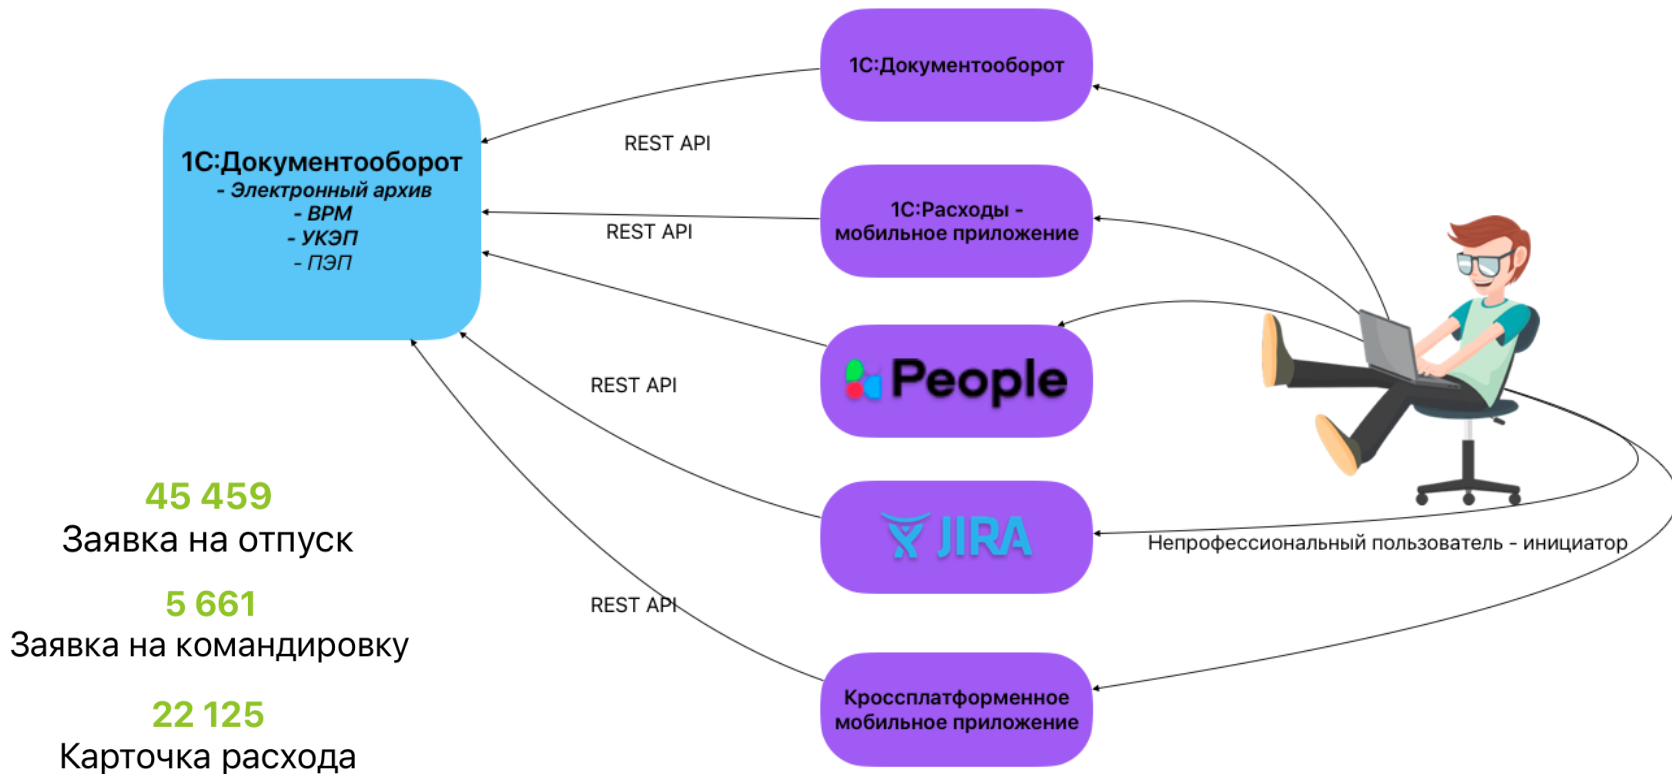 1С:Документооборот
- Электронный архив
- BPM
- УКЭП
- ПЭП
45 459
Заявка на отпуск
5 661
Заявка на командировку
22 125
Карточка расхода
REST API
REST API
REST API
REST API
1С:Документооборот
1С:Расходы -
мобильное приложение
People
JIRA
Кроссплатформенное
мобильное приложение
Непрофессиональный пользователь - инициатор